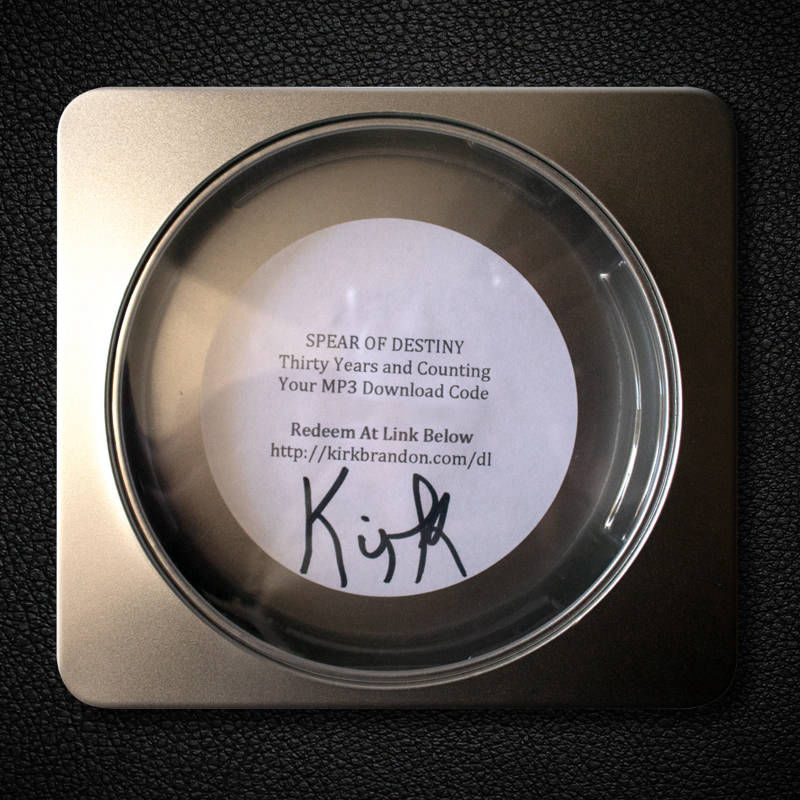 SPEAR OF DESTINY
Thirty Years and Counting
Your MP3 Download Code
Redeem At Link Below
http://kirkbrandon.com/dl
Kirk